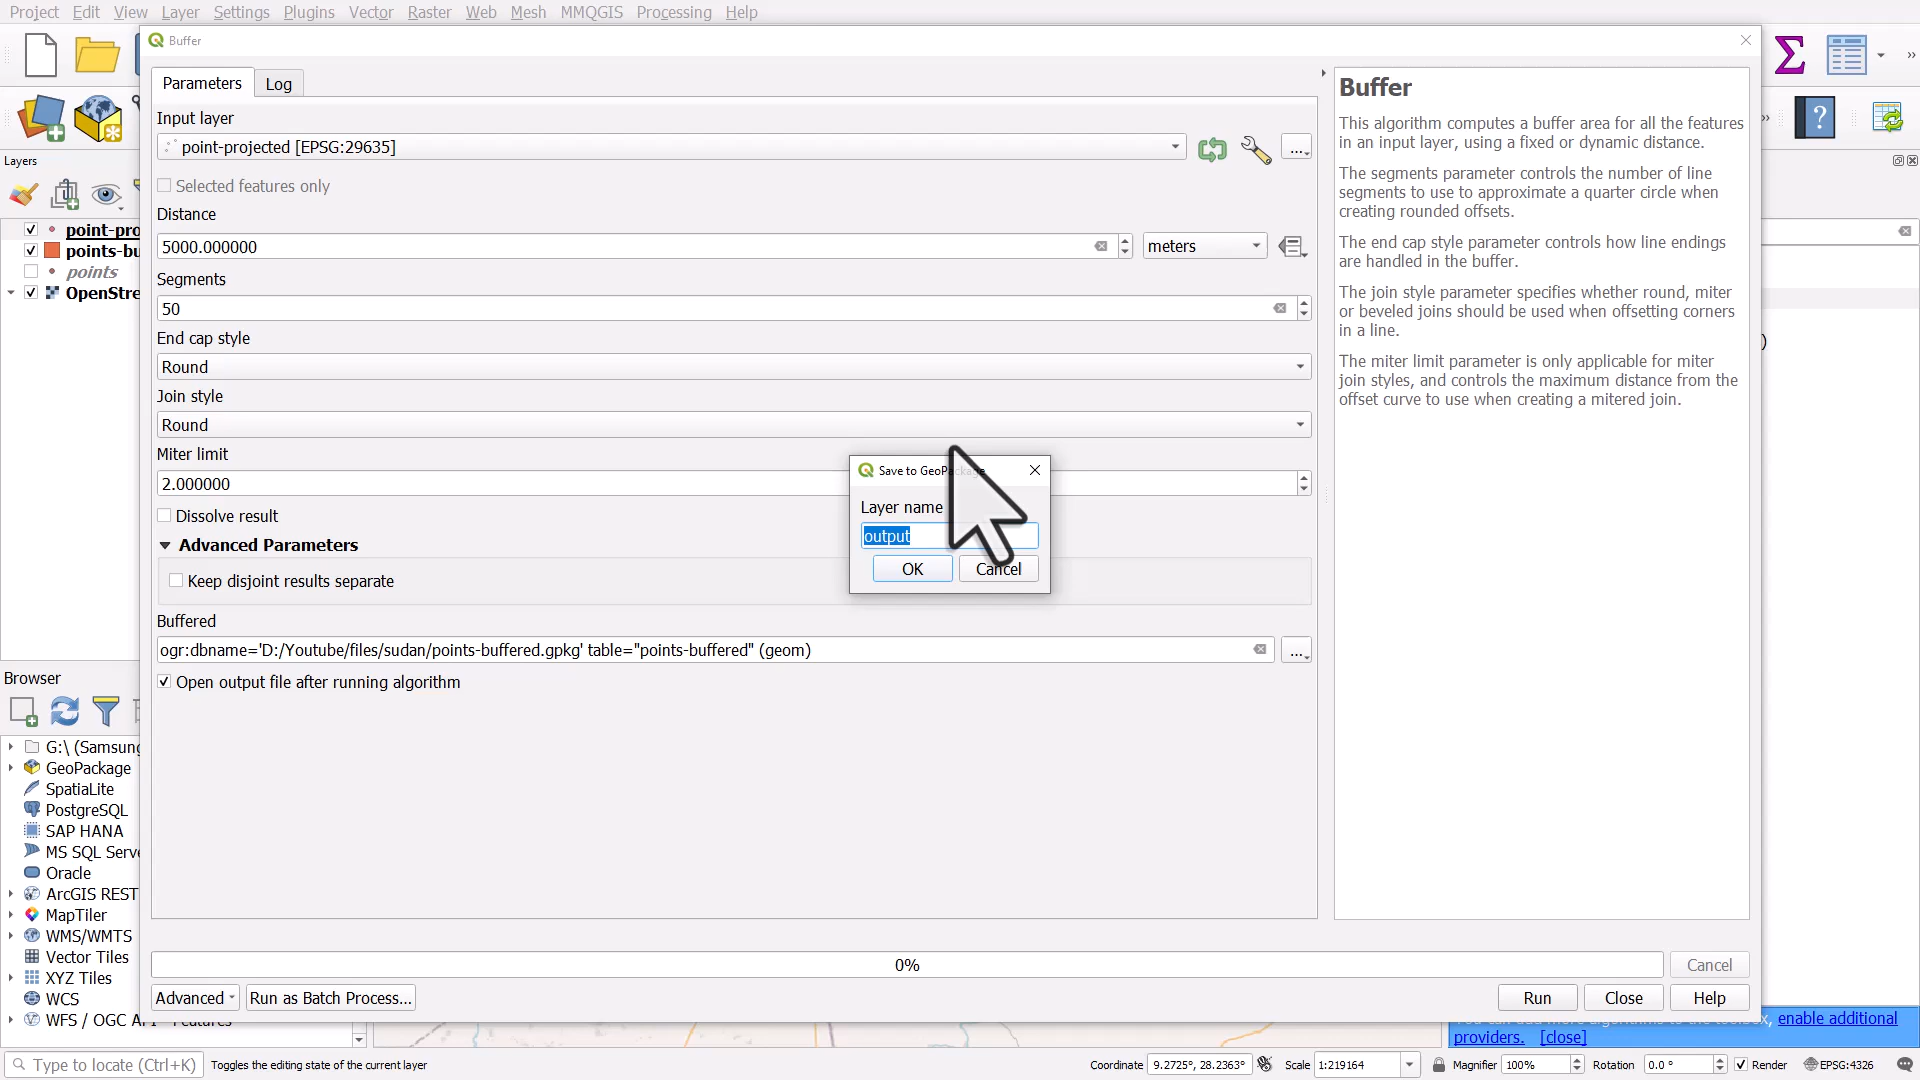 Project Edit View Layer Settings Plugins Vector Raster Web Mesh MMQGIS Processing Help
Buffer
Parameters Log
Input layer
point-projected [EPSG:29635]
Selected features only
Distance
5000.000000
meters
Segments
50
End cap style
Round
Join style
Round
Miter limit
2.000000
Dissolve result
Advanced Parameters
Keep disjoint results separate
Buffered
ogr:dbname='D:/Youtube/files/sudan/points-buffered.gpkg' table="points-buffered" (geom)
Open output file after running algorithm
0%
Cancel
Advanced Run as Batch Process...
Run Close Help
Buffer
This algorithm computes a buffer area for all the features
in an input layer, using a fixed or dynamic distance.
The segments parameter controls the number of line
segments to use to approximate a quarter circle when
creating rounded offsets.
The end cap style parameter controls how line endings
are handled in the buffer.
The join style parameter specifies whether round, miter
or beveled joins should be used when offsetting corners
in a line.
The miter limit parameter is only applicable for miter
join styles, and controls the maximum distance from the
offset curve to use when creating a mitered join.
Save to GeoPackage
Layer name
output
OK Cancel
Layers
point-pro
points-bu
points
OpenStre
Browser
G:\ (Samsung
GeoPackage
SpatiaLite
PostgreSQL
SAP HANA
MS SQL Serve
Oracle
ArcGIS REST
MapTiler
WMS/WMTS
Vector Tiles
XYZ Tiles
WCS
WFS / OGC API - Features
You can add more algorithms to the toolbox, enable additional
providers. [close]
Type to locate (Ctrl+K) Toggles the editing state of the current layer Coordinate 9.2725°, 28.2363° Scale 1:219164 Magnifier 100% Rotation 0.0 ° Render EPSG:4326